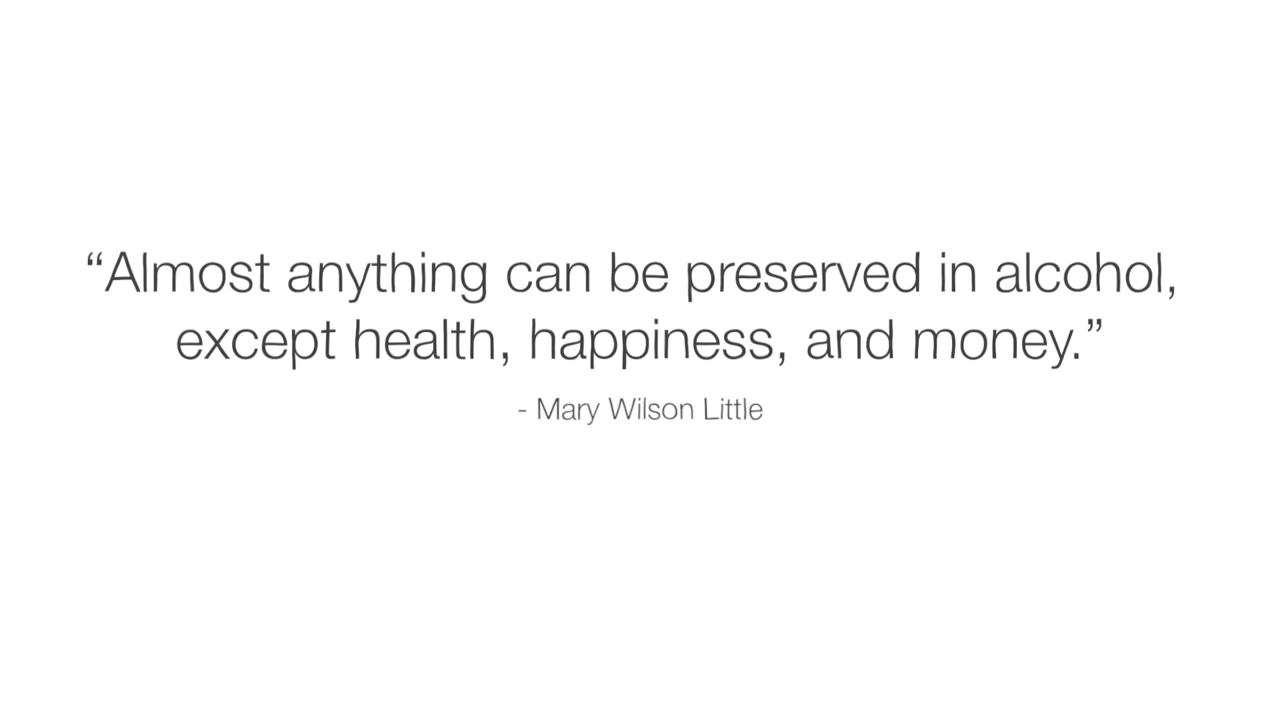 “Almost anything can be preserved in alcohol,
except health, happiness, and money.”
- Mary Wilson Little